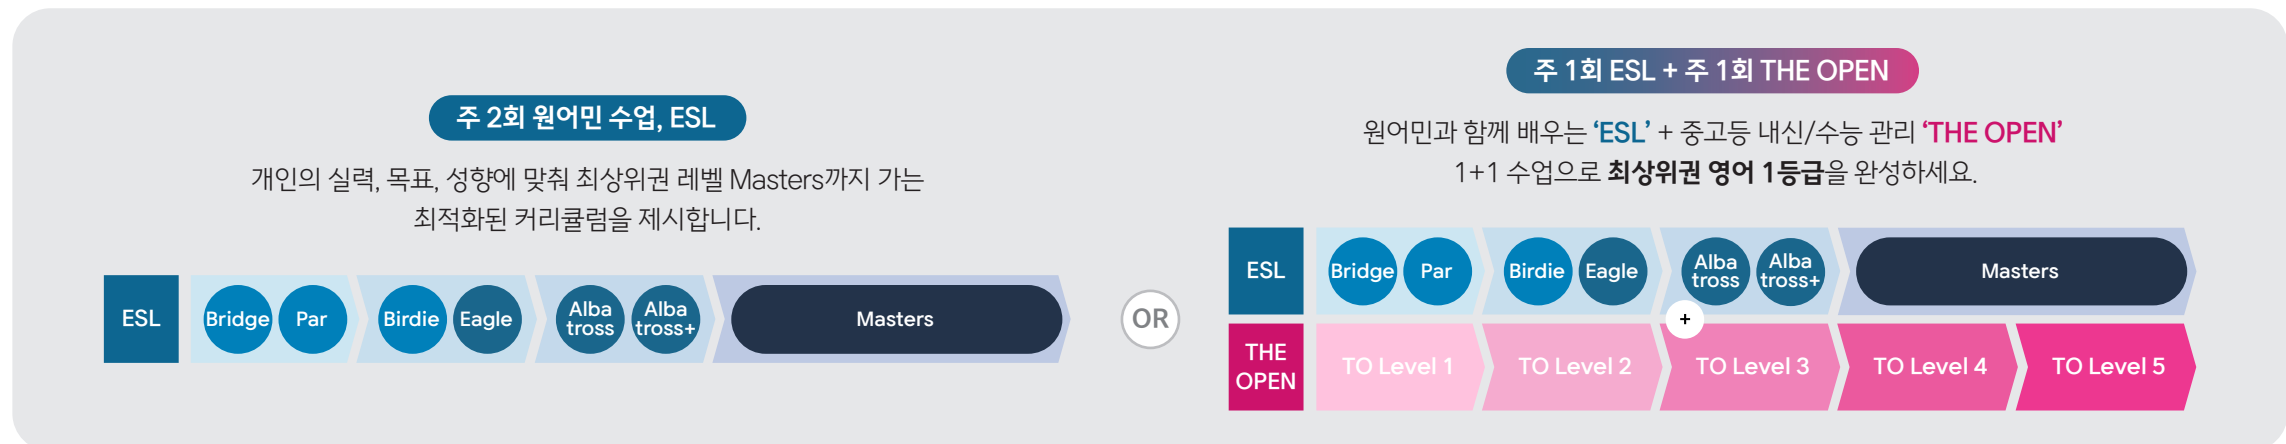 주 2회 원어민 수업, ESL
개인의 실력, 목표, 성향에 맞춰 최상위권 레벨 Masters까지 가는
최적화된 커리큘럼을 제시합니다.
ESL
Bridge
Par
Birdie
Eagle
Alba
tross
Alba
tross+
Masters
OR
주 1회 ESL + 주 1회 THE OPEN
원어민과 함께 배우는 ‘ESL’ + 중고등 내신/수능 관리 ‘THE OPEN’
1+1 수업으로 최상위권 영어 1등급을 완성하세요.
ESL
Bridge
Par
Birdie
Eagle
Alba
tross
Alba
tross+
Masters
+
THE
OPEN
TO Level 1
TO Level 2
TO Level 3
TO Level 4
TO Level 5